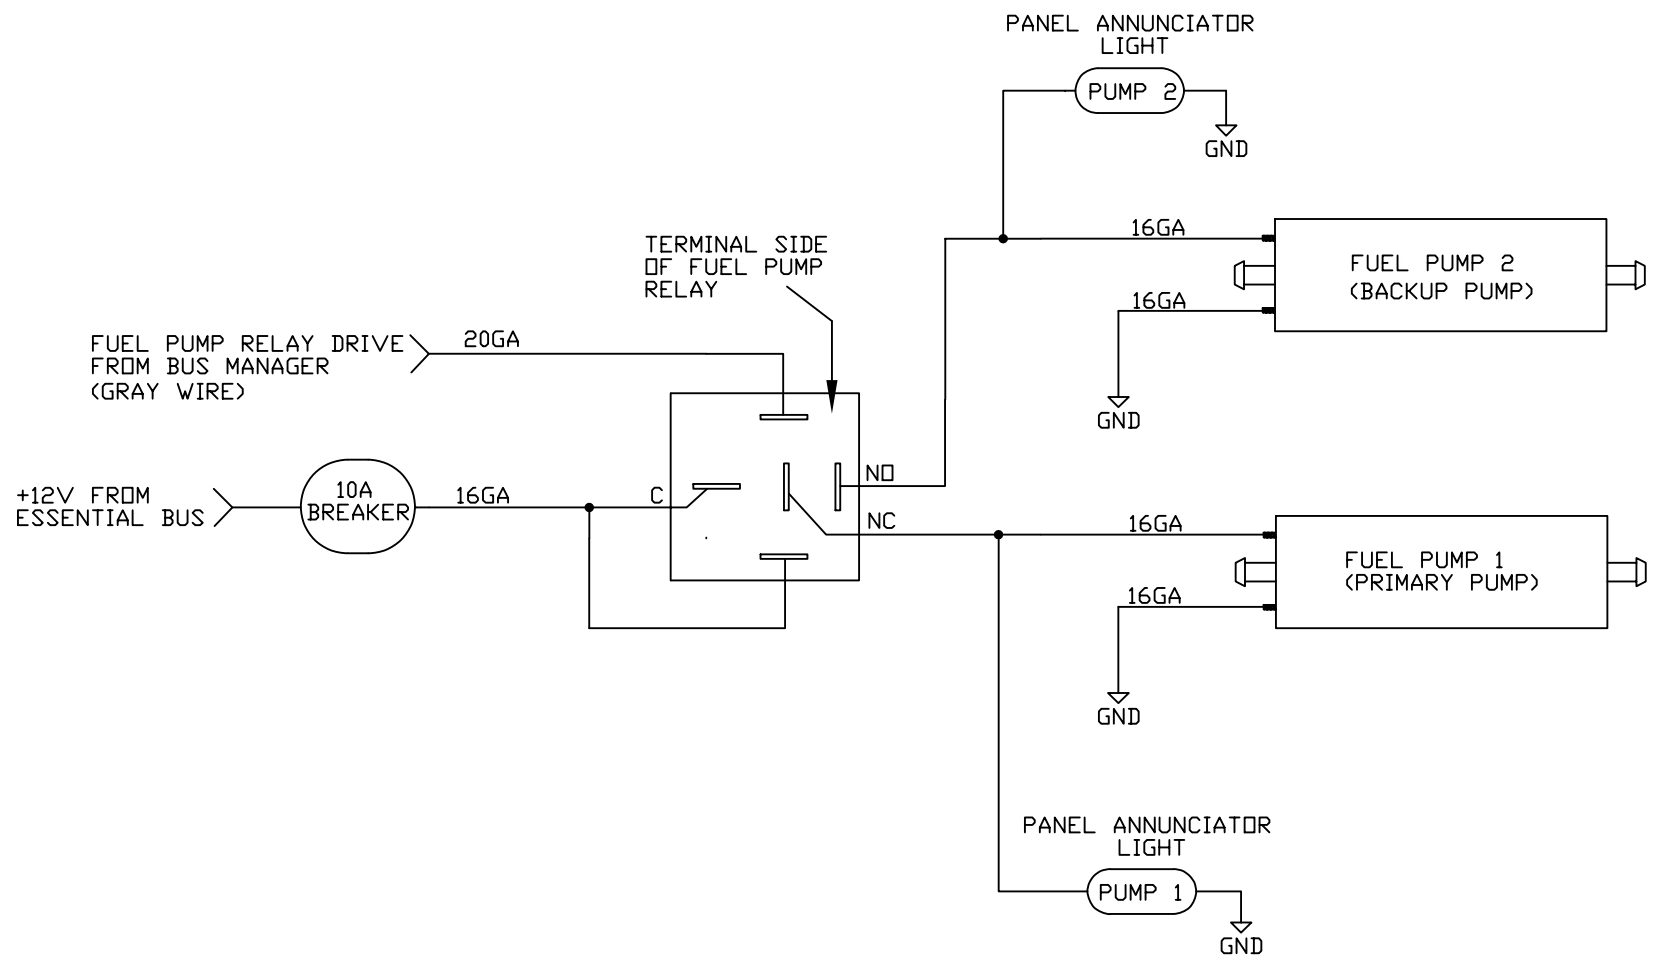 PANEL ANNUNCIATOR
LIGHT
PUMP 2
GND
16GA
FUEL PUMP 2
(BACKUP PUMP)
16GA
GND
TERMINAL SIDE
OF FUEL PUMP
RELAY
FUEL PUMP RELAY DRIVE
FROM BUS MANAGER
(GRAY WIRE)
20GA
+12V FROM
ESSENTIAL BUS
10A
BREAKER
16GA
C
NO
NC
16GA
FUEL PUMP 1
(PRIMARY PUMP)
16GA
GND
PANEL ANNUNCIATOR
LIGHT
PUMP 1
GND